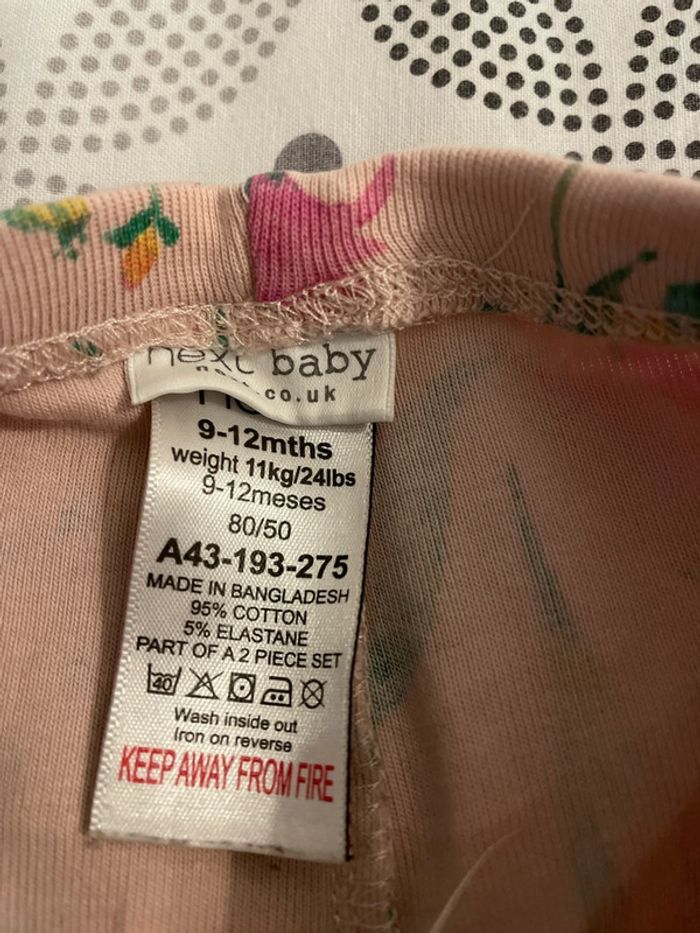 next baby
.co.uk
9-12mths
weight 11kg/24lbs
9-12meses
80/50
A43-193-275
MADE IN BANGLADESH
95% COTTON
5% ELASTANE
PART OF A 2 PIECE SET
40
Wash inside out
Iron on reverse
KEEP AWAY FROM FIRE